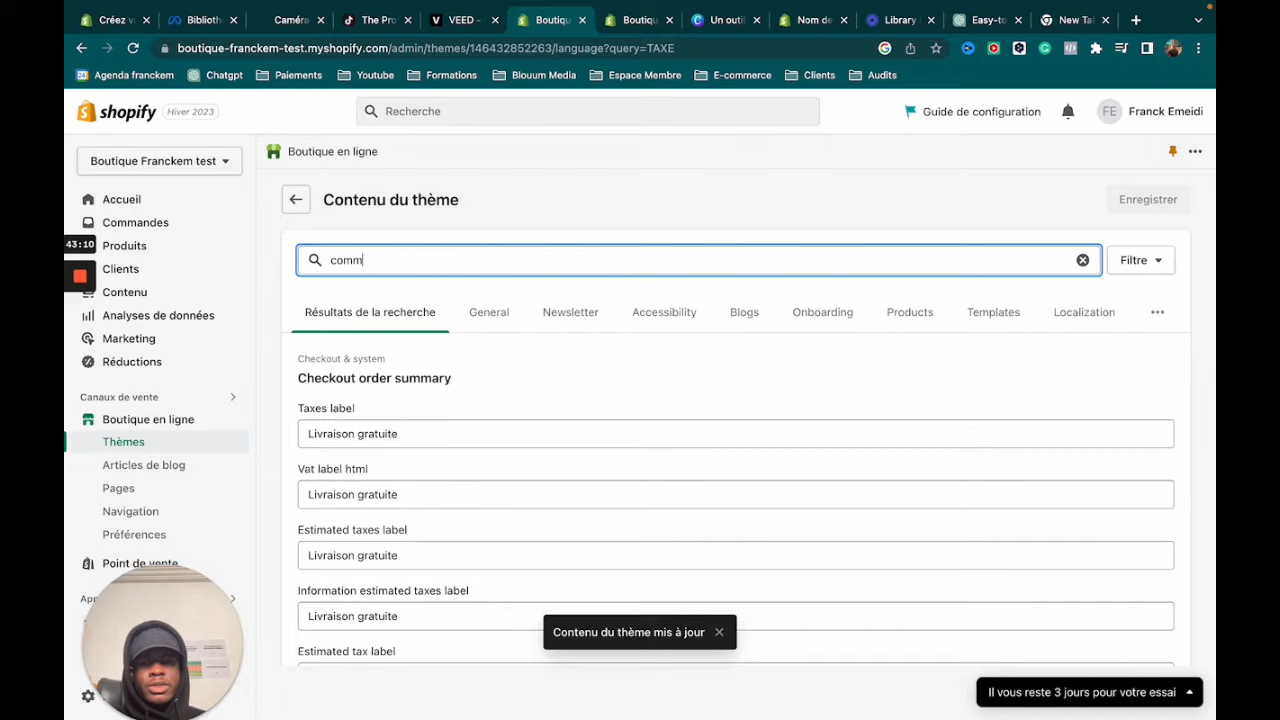 Créez v
Biblioth
Caméra
The Pro
VEED -
Boutiqu
Boutiqu
Un outil
Nom de
Library
Easy-to
New Tab
boutique-franckem-test.myshopify.com/admin/themes/146432852263/language?query=TAXE
Agenda franckem
Chatgpt
Paiements
Youtube
Formations
Blouum Media
Espace Membre
E-commerce
Clients
Audits
shopify
Hiver 2023
Recherche
Guide de configuration
FE
Franck Emeidi
Boutique Franckem test
Boutique en ligne
Accueil
Commandes
Produits
Clients
Contenu
Analyses de données
Marketing
Réductions
43:10
Canaux de vente
Boutique en ligne
Thèmes
Articles de blog
Pages
Navigation
Préférences
Point de vente
App
Contenu du thème
Enregistrer
comm
Filtre
Résultats de la recherche
General
Newsletter
Accessibility
Blogs
Onboarding
Products
Templates
Localization
Checkout & system
Checkout order summary
Taxes label
Livraison gratuite
Vat label html
Livraison gratuite
Estimated taxes label
Livraison gratuite
Information estimated taxes label
Livraison gratuite
Estimated tax label
Contenu du thème mis à jour
Il vous reste 3 jours pour votre essai